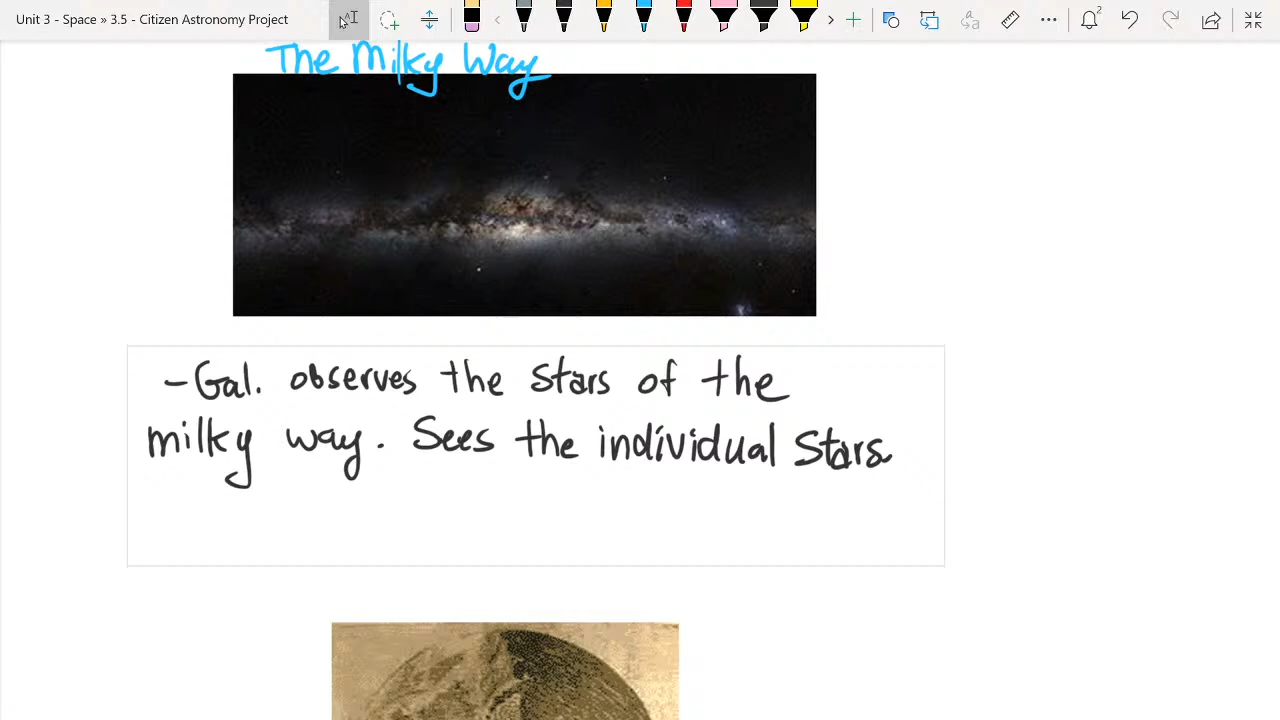 Unit 3 - Space » 3.5 - Citizen Astronomy Project
2
The Milky Way
- Gal. observes the stars of the
milky way. Sees the individual stars